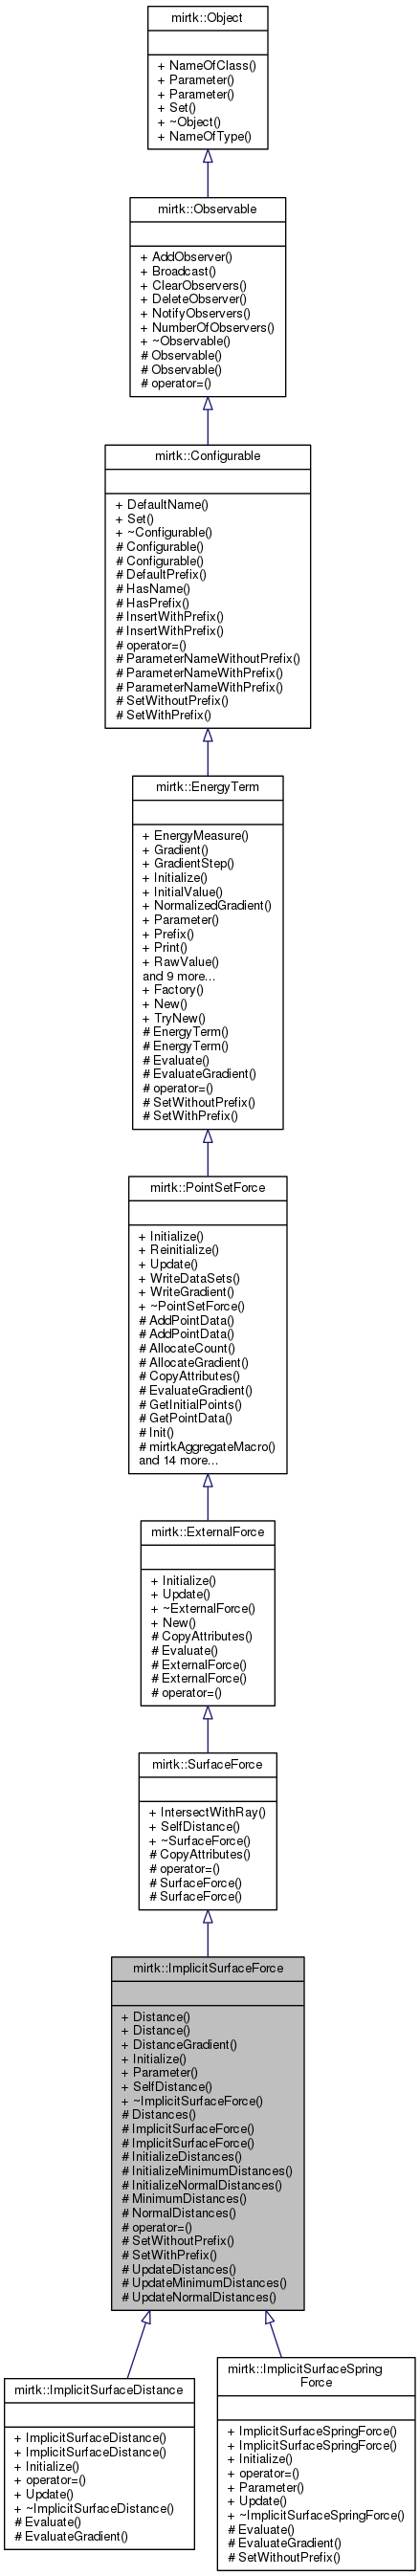 mirtk::Object
+ NameOfClass()
+ Parameter()
+ Parameter()
+ Set()
+ ~Object()
+ NameOfType()
mirtk::Observable
+ AddObserver()
+ Broadcast()
+ ClearObservers()
+ DeleteObserver()
+ NotifyObservers()
+ NumberOfObservers()
+ ~Observable()
# Observable()
# Observable()
# operator=()
mirtk::Configurable
+ DefaultName()
+ Set()
+ ~Configurable()
# Configurable()
# Configurable()
# DefaultPrefix()
# HasName()
# HasPrefix()
# InsertWithPrefix()
# InsertWithPrefix()
# operator=()
# ParameterNameWithoutPrefix()
# ParameterNameWithPrefix()
# ParameterNameWithPrefix()
# SetWithoutPrefix()
# SetWithPrefix()
mirtk::EnergyTerm
+ EnergyMeasure()
+ Gradient()
+ GradientStep()
+ Initialize()
+ InitialValue()
+ NormalizedGradient()
+ Parameter()
+ Prefix()
+ Print()
+ RawValue()
and 9 more...
+ Factory()
+ New()
+ TryNew()
# EnergyTerm()
# EnergyTerm()
# Evaluate()
# EvaluateGradient()
# operator=()
# SetWithoutPrefix()
# SetWithPrefix()
mirtk::PointSetForce
+ Initialize()
+ Reinitialize()
+ Update()
+ WriteDataSets()
+ WriteGradient()
+ ~PointSetForce()
# AddPointData()
# AddPointData()
# AllocateCount()
# AllocateGradient()
# CopyAttributes()
# EvaluateGradient()
# GetInitialPoints()
# GetPointData()
# Init()
# mirtkAggregateMacro()
and 14 more...
mirtk::ExternalForce
+ Initialize()
+ Update()
+ ~ExternalForce()
+ New()
# CopyAttributes()
# Evaluate()
# ExternalForce()
# ExternalForce()
# operator=()
mirtk::SurfaceForce
+ IntersectWithRay()
+ SelfDistance()
+ ~SurfaceForce()
# CopyAttributes()
# operator=()
# SurfaceForce()
# SurfaceForce()
mirtk::ImplicitSurfaceForce
+ Distance()
+ Distance()
+ DistanceGradient()
+ Initialize()
+ Parameter()
+ SelfDistance()
+ ~ImplicitSurfaceForce()
# Distances()
# ImplicitSurfaceForce()
# ImplicitSurfaceForce()
# InitializeDistances()
# InitializeMinimumDistances()
# InitializeNormalDistances()
# MinimumDistances()
# NormalDistances()
# operator=()
# SetWithoutPrefix()
# SetWithPrefix()
# UpdateDistances()
# UpdateMinimumDistances()
# UpdateNormalDistances()
mirtk::ImplicitSurfaceDistance
+ ImplicitSurfaceDistance()
+ ImplicitSurfaceDistance()
+ Initialize()
+ operator=()
+ Update()
+ ~ImplicitSurfaceDistance()
# Evaluate()
# EvaluateGradient()
mirtk::ImplicitSurfaceSpring
Force
+ ImplicitSurfaceSpringForce()
+ ImplicitSurfaceSpringForce()
+ Initialize()
+ operator=()
+ Parameter()
+ Update()
+ ~ImplicitSurfaceSpringForce()
# Evaluate()
# EvaluateGradient()
# SetWithoutPrefix()